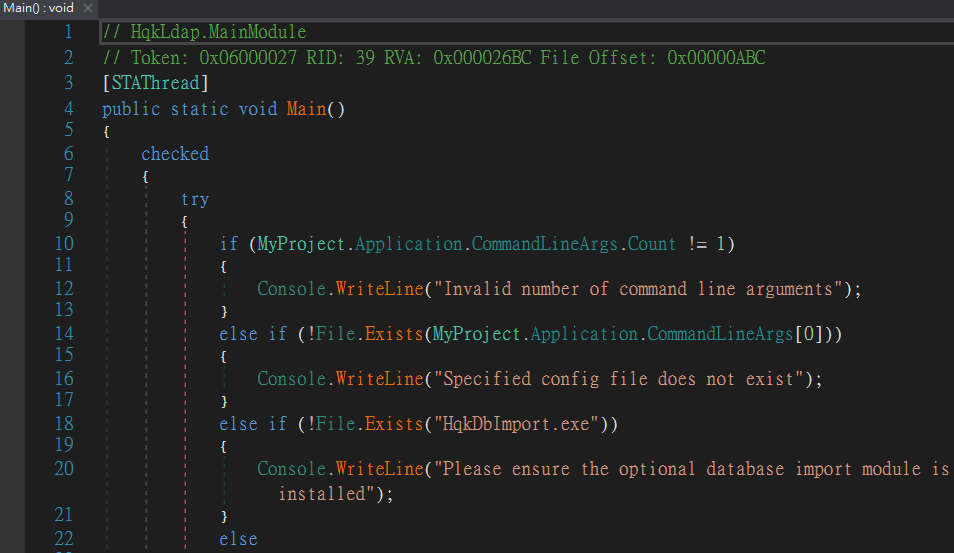 Main() : void ×
1 // HqkLdap.MainModule
2 // Token: 0x06000027 RID: 39 RVA: 0x000026BC File Offset: 0x00000ABC
3 [STAThread]
4 public static void Main()
5 {
6 checked
7 {
8 try
9 {
10 if (MyProject.Application.CommandLineArgs.Count != 1)
11 {
12 Console.WriteLine("Invalid number of command line arguments");
13 }
14 else if (!File.Exists(MyProject.Application.CommandLineArgs[0]))
15 {
16 Console.WriteLine("Specified config file does not exist");
17 }
18 else if (!File.Exists("HqkDbImport.exe"))
19 {
20 Console.WriteLine("Please ensure the optional database import module is
installed");
21 }
22 else